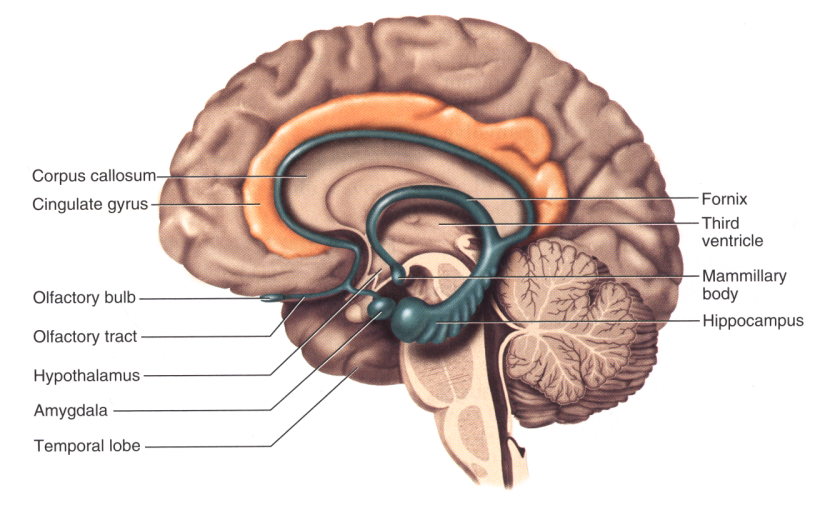 Corpus callosum
Cingulate gyrus
Olfactory bulb
Olfactory tract
Hypothalamus
Amygdala
Temporal lobe
Fornix
Third
ventricle
Mammillary
body
Hippocampus